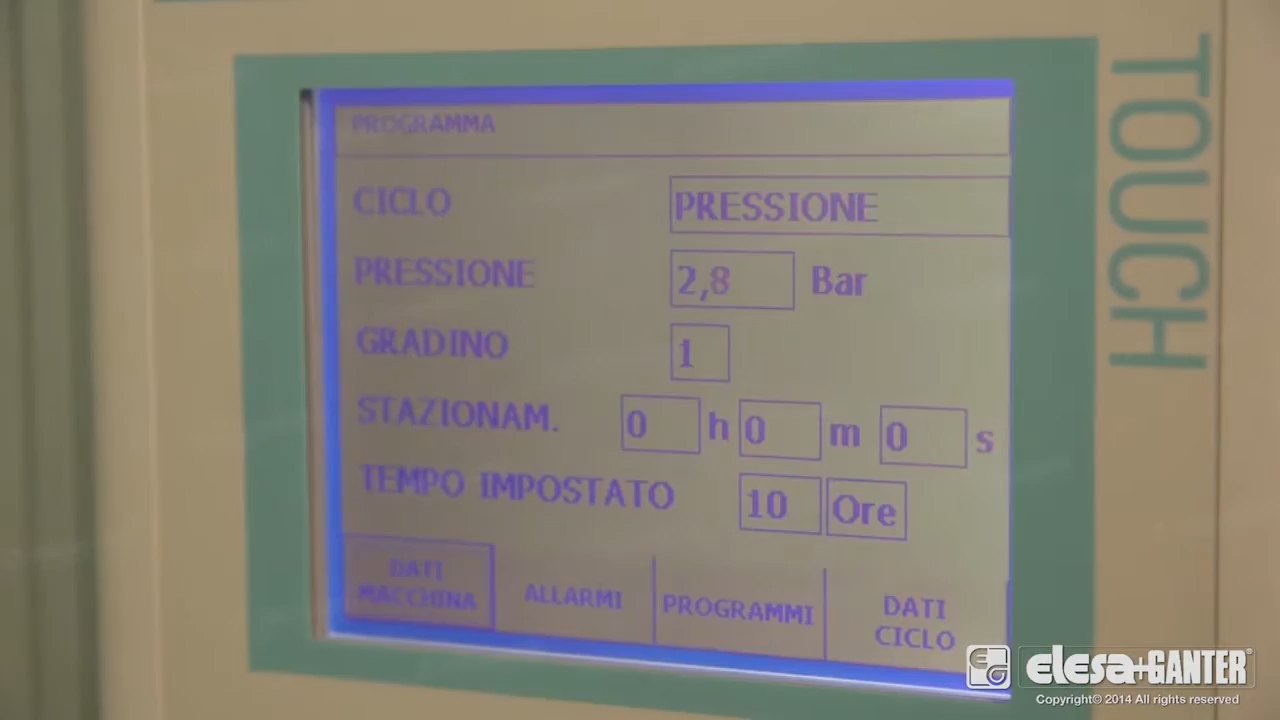 PROGRAMMA
CICLO PRESSIONE
PRESSIONE 2,8 Bar
GRADINO 1
STAZIONAM. 0 h 0 m 0 s
TEMPO IMPOSTATO 10 Ore
DATI MACCHINA
ALLARMI
PROGRAMMI
DATI CICLO
TOUCH
elesa+GANTER®
Copyright© 2014 All rights reserved